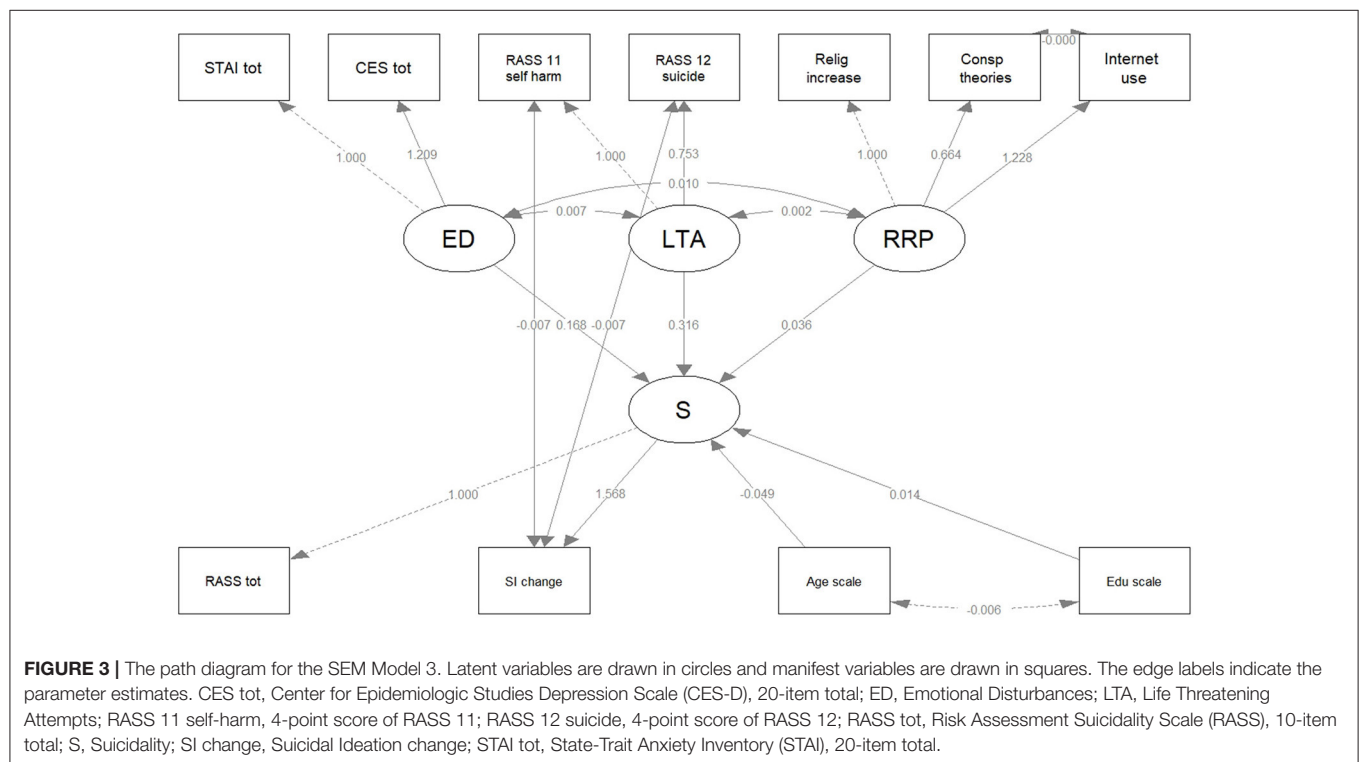 STAI tot
CES tot
RASS 11
self harm
RASS 12
suicide
Relig
increase
Consp
theories
-0.000
Internet
use
1.000
1.209
1.000
0.753
1.000
0.664
1.228
0.010
0.007
0.002
ED
LTA
RRP
-0.007
0.168
-0.007
0.316
0.036
S
1.000
1.568
-0.049
0.014
RASS tot
SI change
Age scale
-0.006
Edu scale
FIGURE 3 | The path diagram for the SEM Model 3. Latent variables are drawn in circles and manifest variables are drawn in squares. The edge labels indicate the
parameter estimates. CES tot, Center for Epidemiologic Studies Depression Scale (CES-D), 20-item total; ED, Emotional Disturbances; LTA, Life Threatening
Attempts; RASS 11 self-harm, 4-point score of RASS 11; RASS 12 suicide, 4-point score of RASS 12; RASS tot, Risk Assessment Suicidality Scale (RASS), 10-item
total; S, Suicidality; SI change, Suicidal Ideation change; STAI tot, State-Trait Anxiety Inventory (STAI), 20-item total.